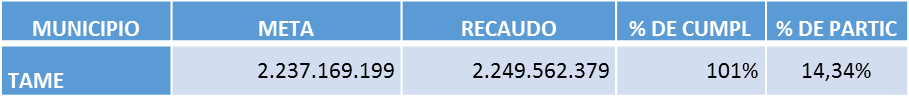 MUNICIPIO META RECAUDO % DE CUMPL % DE PARTIC
TAME 2.237.169.199 2.249.562.379 101% 14,34%